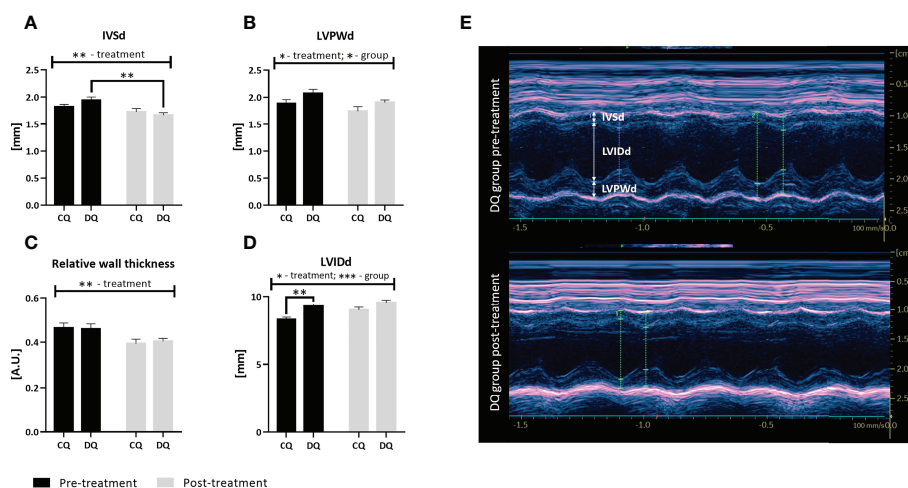 A
IVSd
** - treatment
**
2.5
2.0
1.5
1.0
0.5
0.0
[mm]
CQ DQ CQ DQ
B
LVPWd
*- treatment; *- group
2.5
2.0
1.5
1.0
0.5
0.0
[mm]
CQ DQ CQ DQ
C
Relative wall thickness
** - treatment
0.6
0.4
0.2
0.0
[A.U.]
CQ DQ CQ DQ
D
LVIDd
*- treatment; *** - group
**
10
5
0
[mm]
CQ DQ CQ DQ
Pre-treatment Post-treatment
E
DQ group pre-treatment
[cm
0.5
IVSd
1.0
LVIDd
1.5
2.0
LVPWd
2.5
-1.5 -1.0 -0.5 100 mm/s 0.0
DQ group post-treatment
[cm
0.5
1.0
1.5
2.0
2.5
-1.5 -1.0 -0.5 100 mm/s 0.0